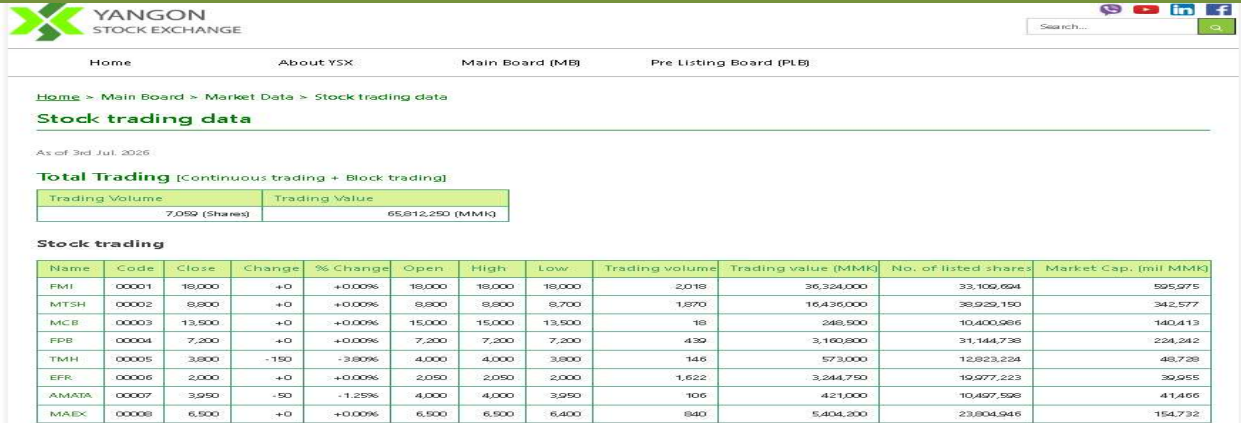 YANGON
STOCK EXCHANGE
Search...
Home About YSX Main Board (MB) Pre Listing Board (PLB)
Home > Main Board > Market Data > Stock trading data
Stock trading data
As of 3rd Jul. 2026
Total Trading [Continuous trading + Block trading]
Trading Volume Trading Value
7,059 (Shares) 65,812,250 (MMK)
Stock trading
Name Code Close Change % Change Open High Low Trading volume Trading value (MMK) No. of listed shares Market Cap. (mil MMK)
FMI 00001 18,000 +0 +0.00% 18,000 18,000 18,000 2,018 36,324,000 33,109,694 595,975
MTSH 00002 8,800 +0 +0.00% 8,800 8,800 8,700 1,870 16,436,000 38,929,150 342,577
MCB 00003 13,500 +0 +0.00% 15,000 15,000 13,500 18 248,500 10,400,986 140,413
FPB 00004 7,200 +0 +0.00% 7,200 7,200 7,200 439 3,160,800 31,144,738 224,242
TMH 00005 3,800 -150 -3.80% 4,000 4,000 3,800 146 573,000 12,823,224 48,728
EFR 00006 2,000 +0 +0.00% 2,050 2,050 2,000 1,622 3,244,750 19,977,223 39,955
AMATA 00007 3,950 -50 -1.25% 4,000 4,000 3,950 106 421,000 10,497,598 41,466
MAEX 00008 6,500 +0 +0.00% 6,500 6,500 6,400 840 5,404,200 23,804,946 154,732